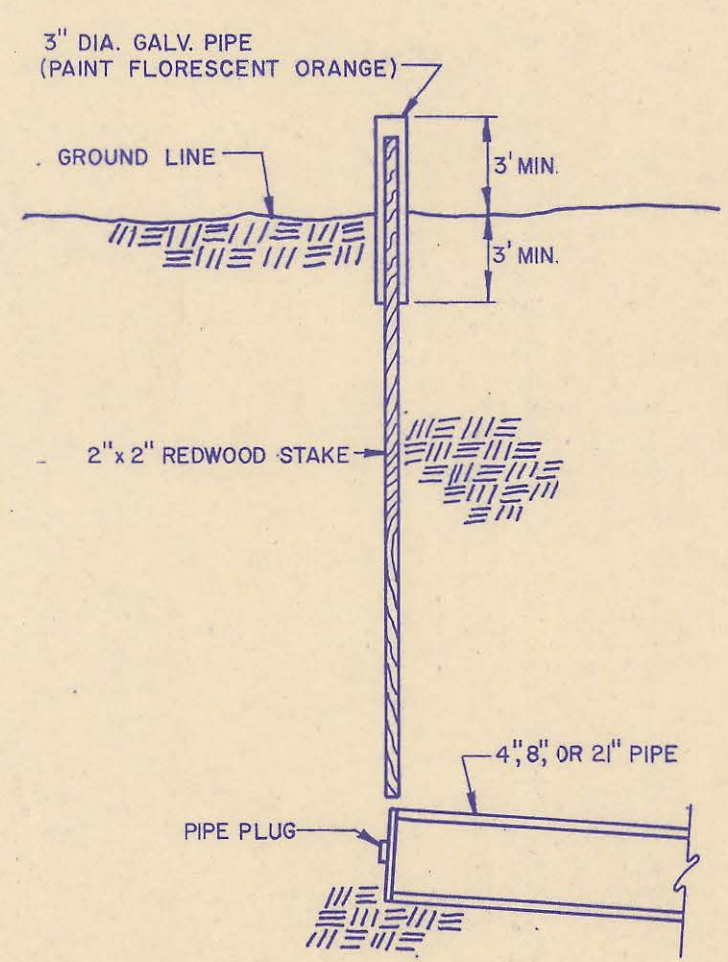 3" DIA. GALV. PIPE
(PAINT FLORESCENT ORANGE)
GROUND LINE
3' MIN.
3' MIN.
2"x 2" REDWOOD STAKE
4", 8", OR 21" PIPE
PIPE PLUG